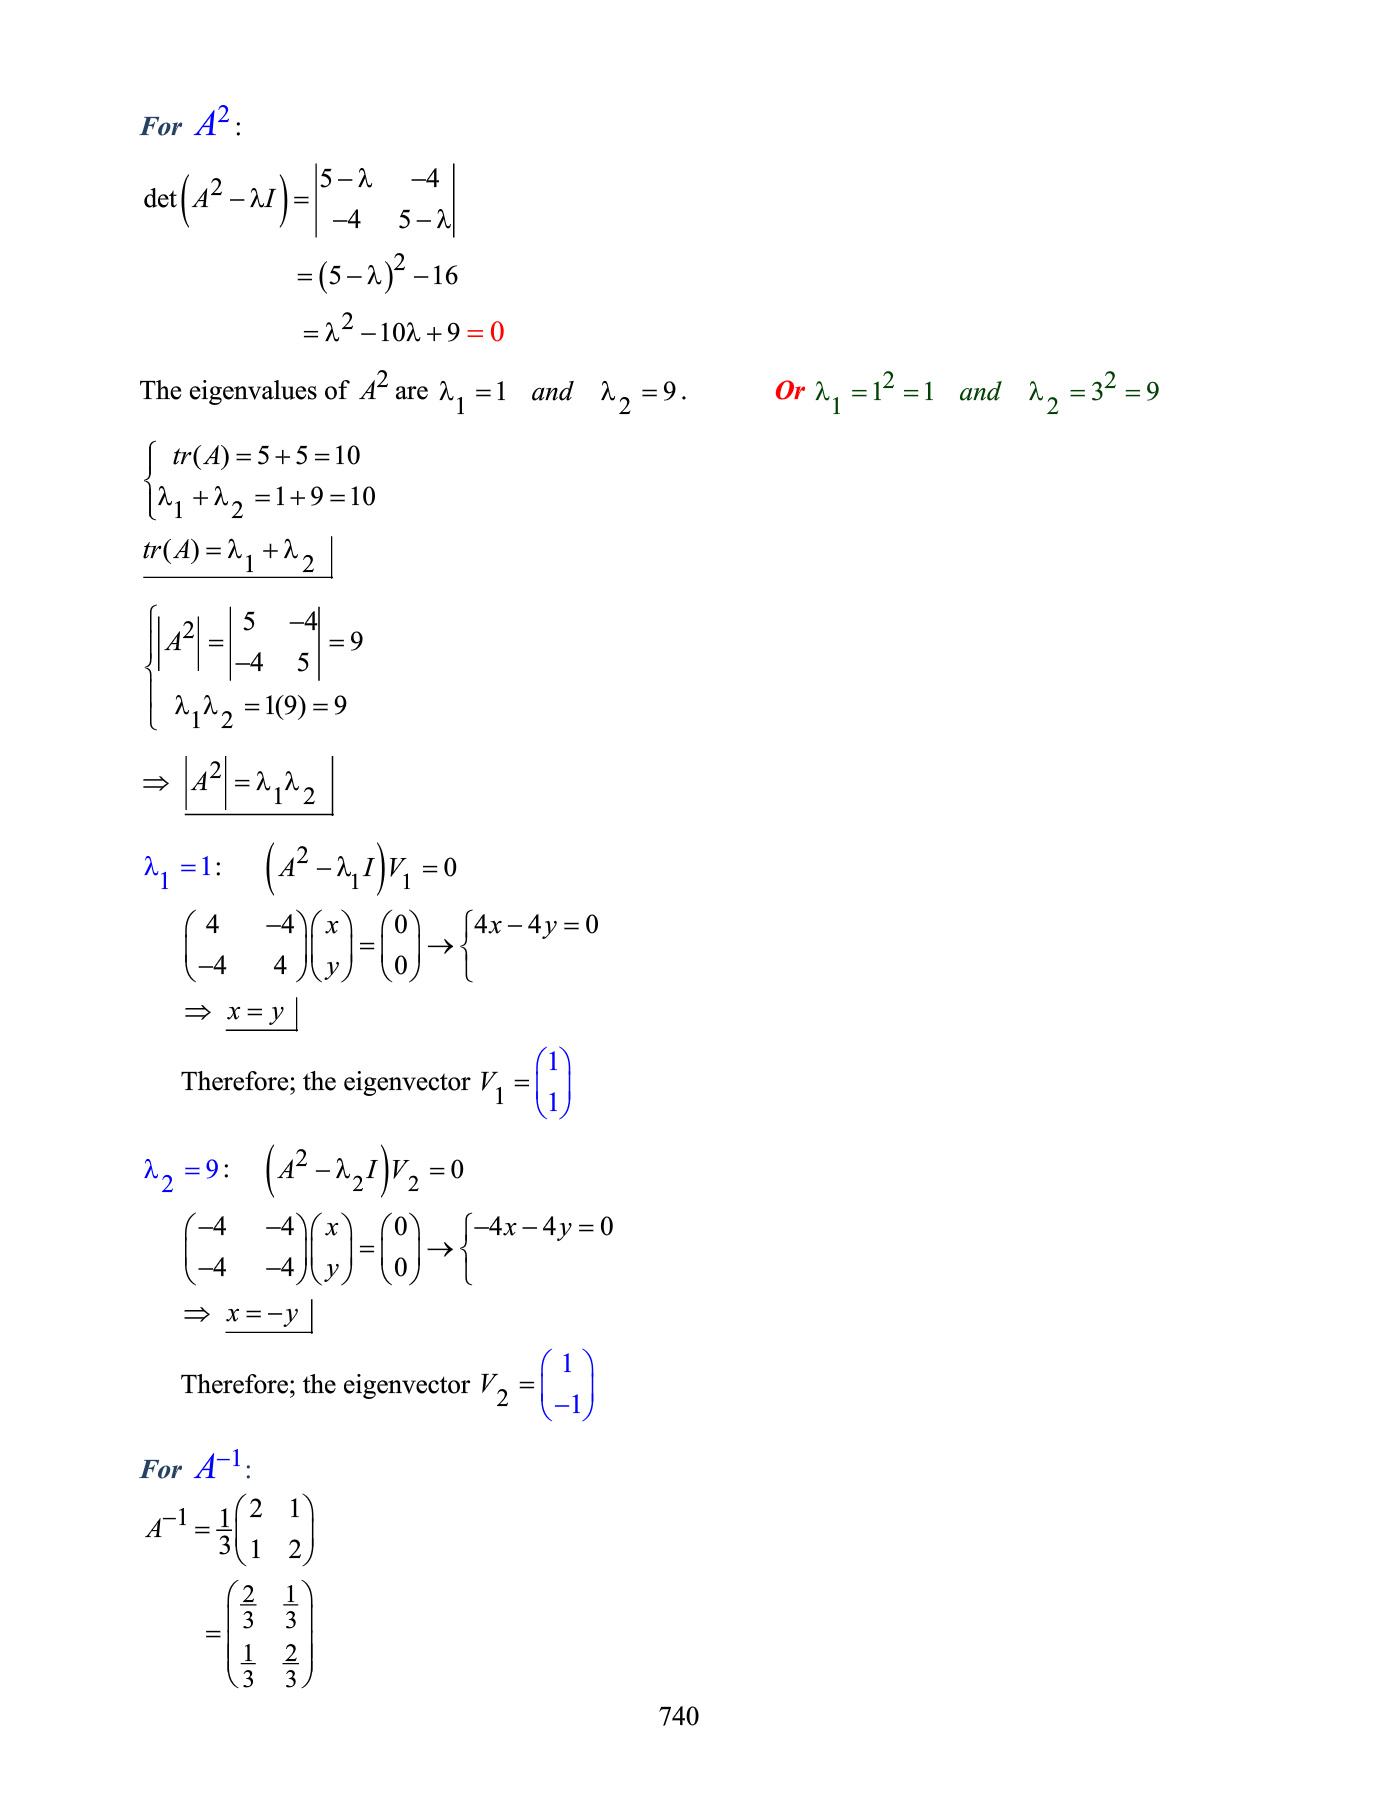 For A² :
det(A² − λI) = |5 − λ  −4|
|−4  5 − λ|
= (5 − λ)² − 16
= λ² − 10λ + 9 = 0
The eigenvalues of A² are λ₁ = 1 and λ₂ = 9. Or λ₁ = 1² = 1 and λ₂ = 3² = 9
{ tr(A) = 5 + 5 = 10
λ₁ + λ₂ = 1 + 9 = 10
tr(A) = λ₁ + λ₂
{ |A²| = |5  −4|
|−4  5| = 9
λ₁λ₂ = 1(9) = 9
⇒ |A²| = λ₁λ₂
λ₁ = 1: (A² − λ₁I)V₁ = 0
(4  −4) (x) = (0) → { 4x − 4y = 0
(−4  4) (y) (0)
⇒ x = y
Therefore; the eigenvector V₁ = (1
1)
λ₂ = 9: (A² − λ₂I)V₂ = 0
(−4  −4) (x) = (0) → { −4x − 4y = 0
(−4  −4) (y) (0)
⇒ x = −y
Therefore; the eigenvector V₂ = (1
−1)
For A⁻¹:
A⁻¹ = 1/3 (2  1
1  2)
= (2/3  1/3
1/3  2/3)
740